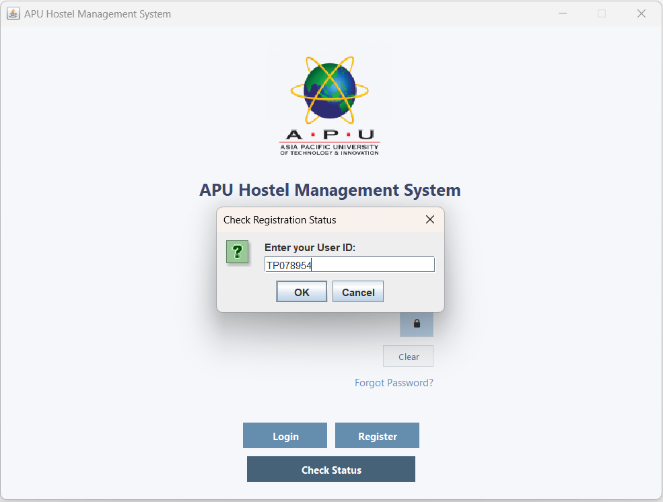 APU Hostel Management System
A · P · U
ASIA PACIFIC UNIVERSITY
OF TECHNOLOGY & INNOVATION
APU Hostel Management System
Check Registration Status
Enter your User ID:
TP078954
OK Cancel
Clear
Forgot Password?
Login Register
Check Status